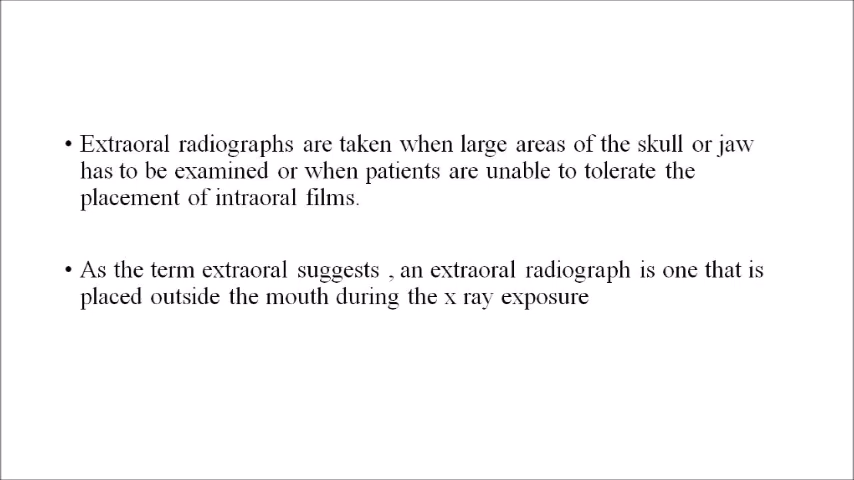 • Extraoral radiographs are taken when large areas of the skull or jaw
has to be examined or when patients are unable to tolerate the
placement of intraoral films.
• As the term extraoral suggests , an extraoral radiograph is one that is
placed outside the mouth during the x ray exposure